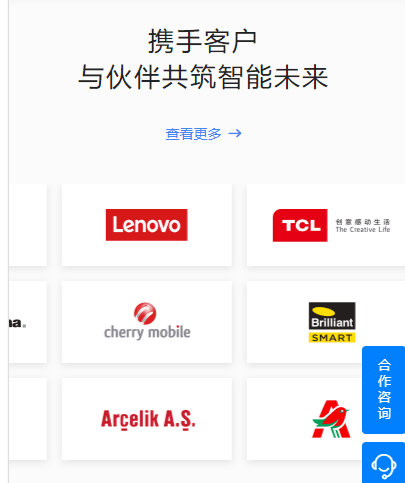 携手客户
与伙伴共筑智能未来
查看更多 →
Lenovo
TCL 创意感动生活
The Creative Life
cherry mobile
Brilliant
SMART
合作咨询
Arçelik A.Ş.